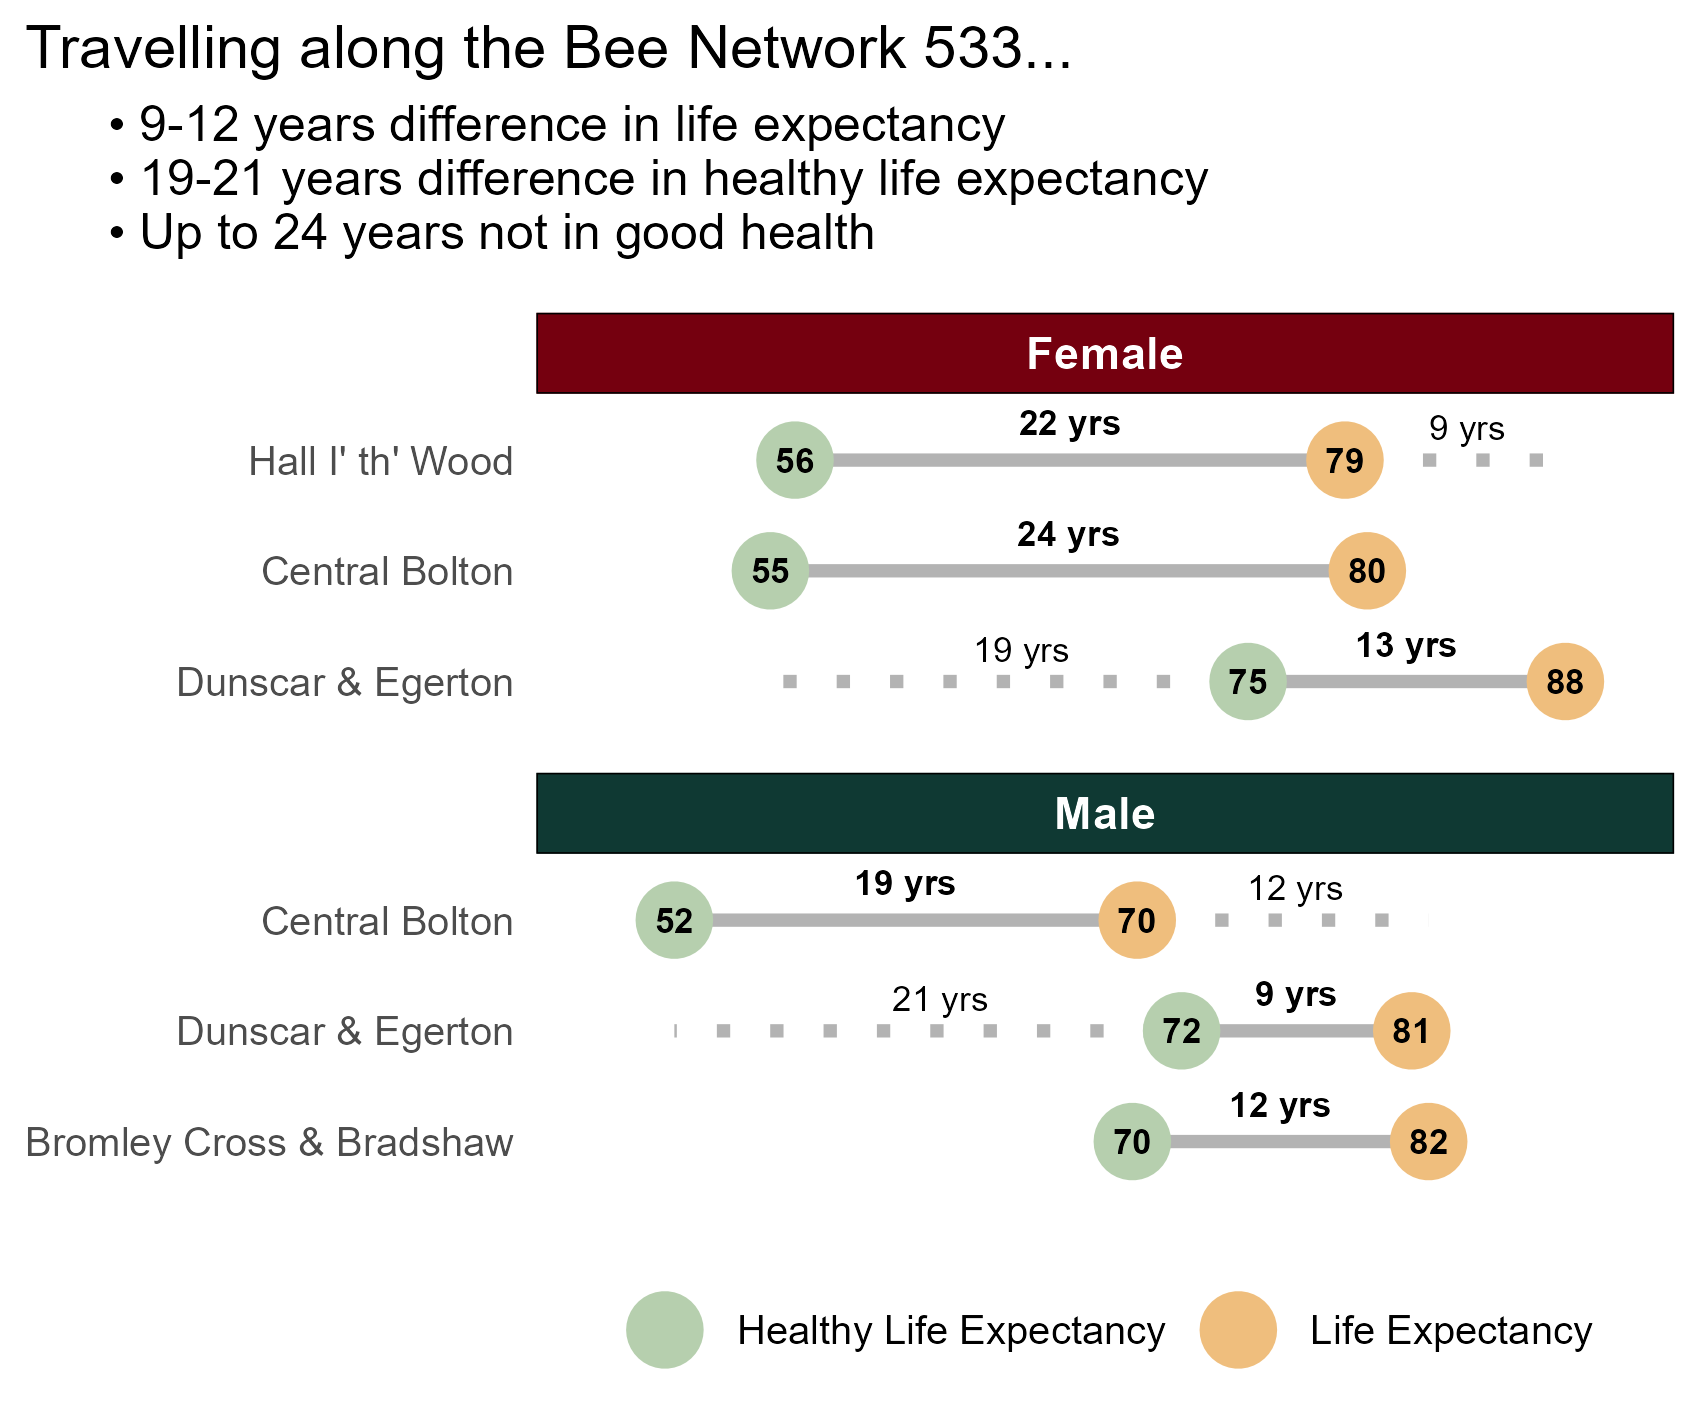 Travelling along the Bee Network 533...
• 9-12 years difference in life expectancy
• 19-21 years difference in healthy life expectancy
• Up to 24 years not in good health
Female
Hall I' th' Wood 56 22 yrs 79 9 yrs
Central Bolton 55 24 yrs 80
Dunscar & Egerton 19 yrs 75 13 yrs 88
Male
Central Bolton 52 19 yrs 70 12 yrs
Dunscar & Egerton 21 yrs 72 9 yrs 81
Bromley Cross & Bradshaw 70 12 yrs 82
Healthy Life Expectancy Life Expectancy